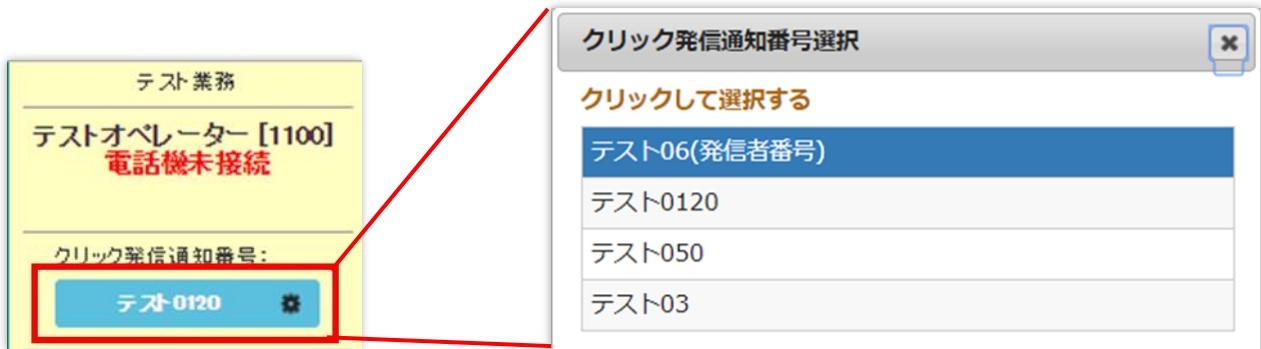 テスト業務
テストオペレーター [1100]
電話機未接続
クリック発信通知番号:
テスト0120
クリック発信通知番号選択
クリックして選択する
テスト06(発信者番号)
テスト0120
テスト050
テスト03